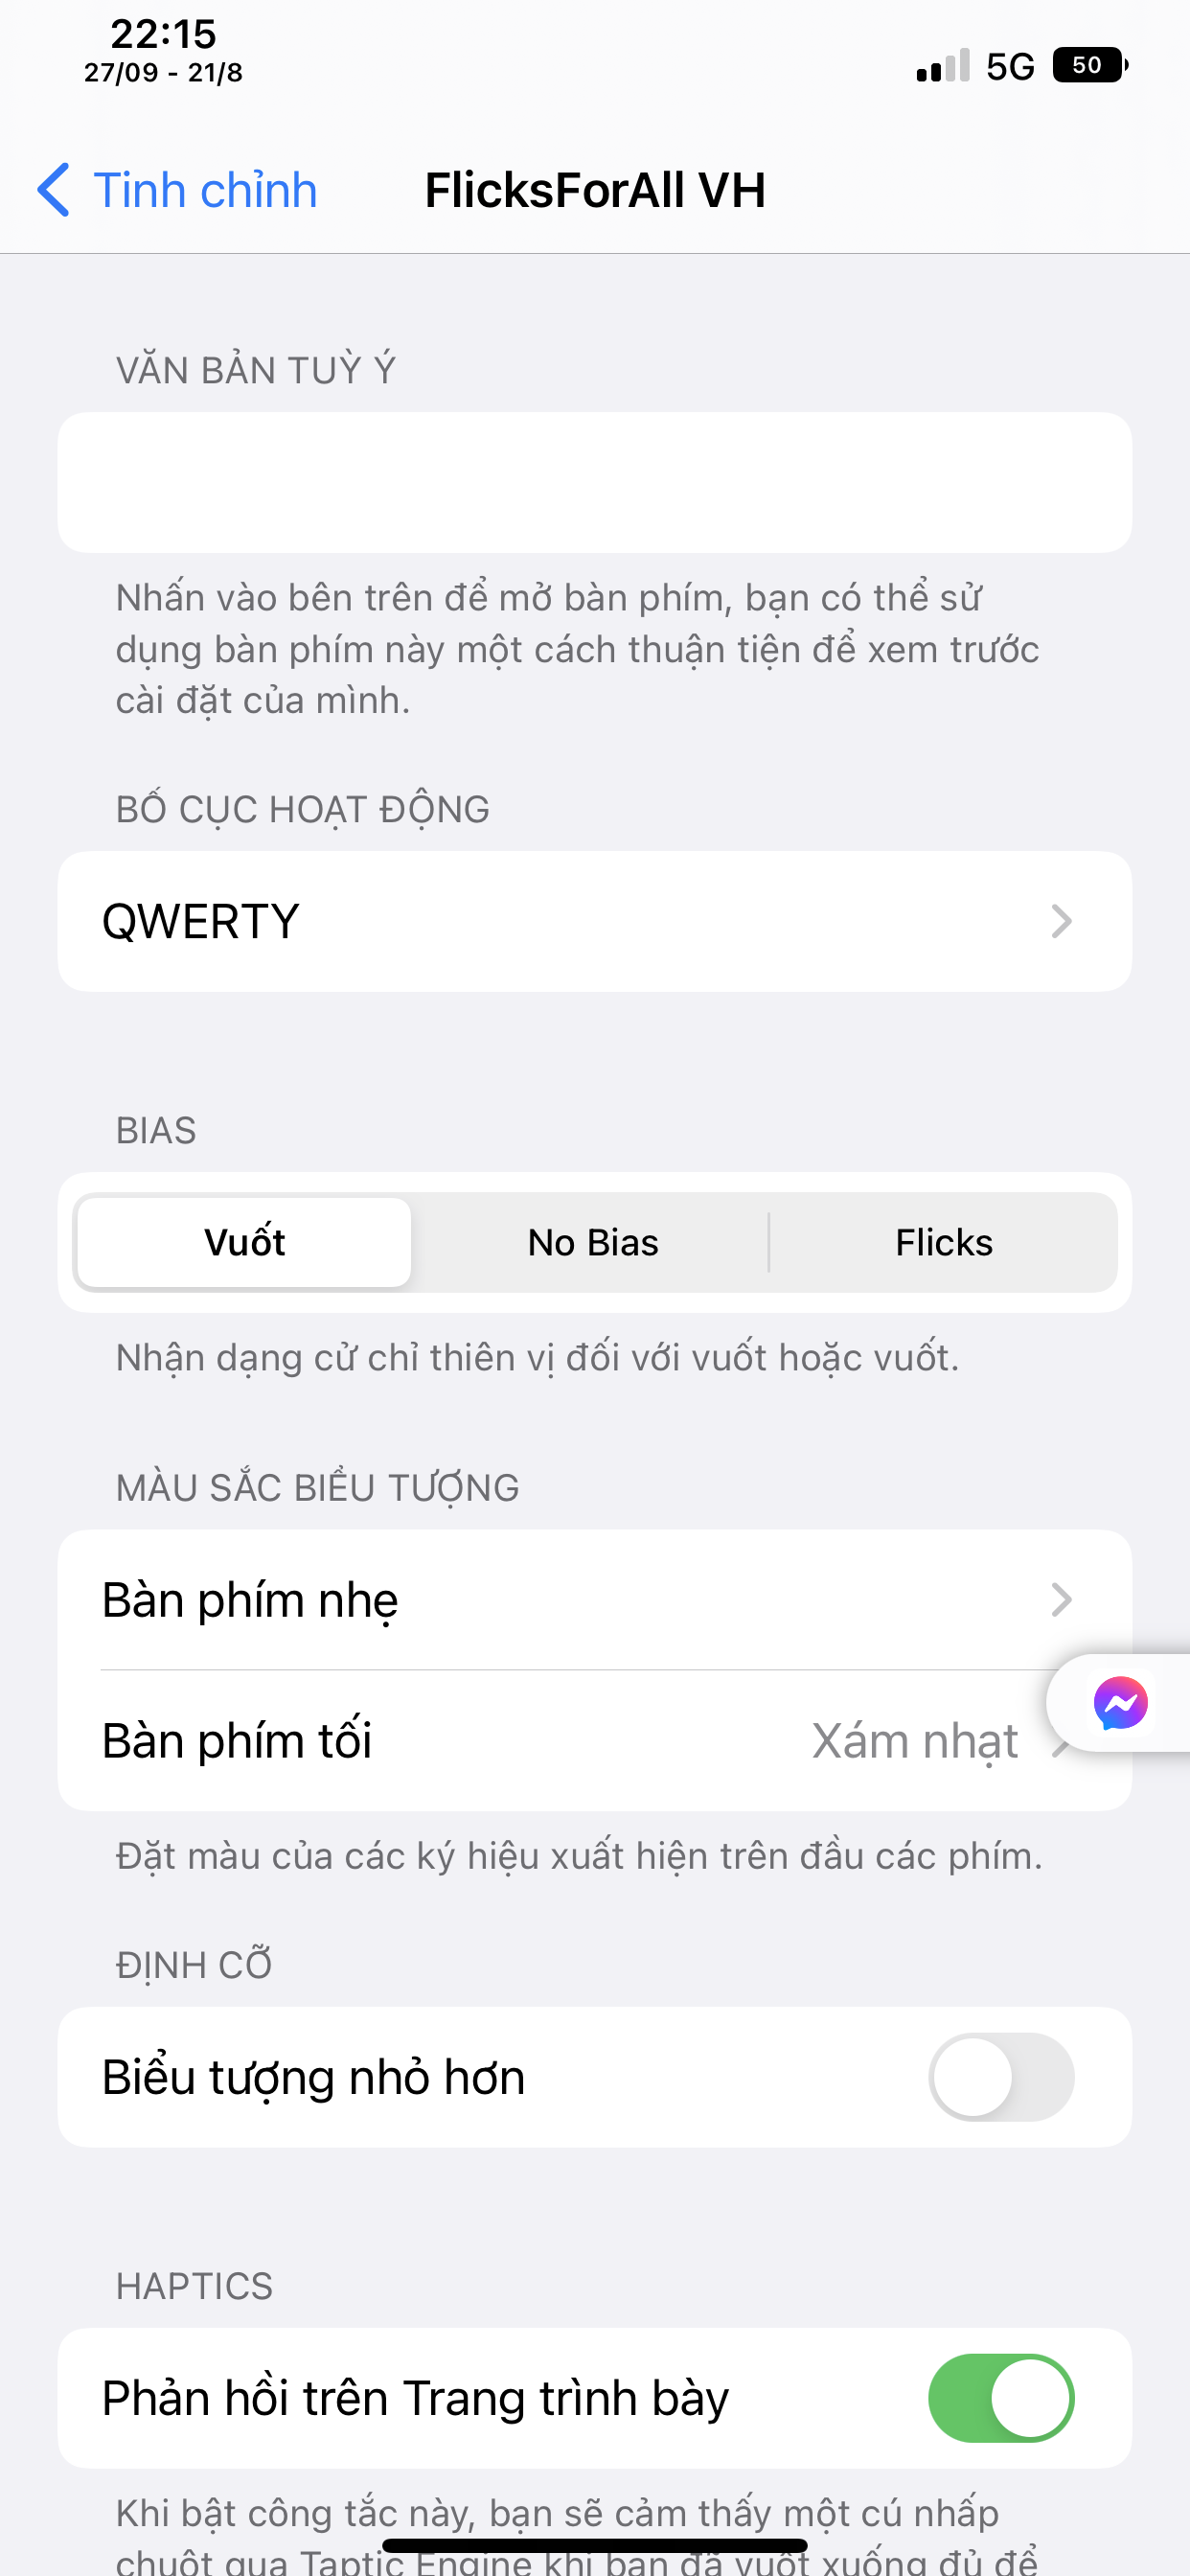 22:15
27/09 - 21/8
5G
50
Tinh chỉnh
FlicksForAll VH
VĂN BẢN TUỲ Ý
Nhấn vào bên trên để mở bàn phím, bạn có thể sử
dụng bàn phím này một cách thuận tiện để xem trước
cài đặt của mình.
BỐ CỤC HOẠT ĐỘNG
QWERTY
BIAS
Vuốt
No Bias
Flicks
Nhận dạng cử chỉ thiên vị đối với vuốt hoặc vuốt.
MÀU SẮC BIỂU TƯỢNG
Bàn phím nhẹ
Bàn phím tối
Xám nhạt
Đặt màu của các ký hiệu xuất hiện trên đầu các phím.
ĐỊNH CỠ
Biểu tượng nhỏ hơn
HAPTICS
Phản hồi trên Trang trình bày
Khi bật công tắc này, bạn sẽ cảm thấy một cú nhấp
chuột qua Taptic Engine khi bạn đã vuốt xuống đủ để